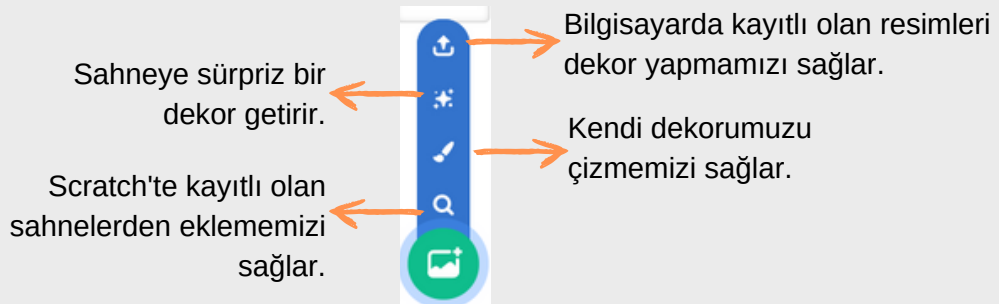 Bilgisayarda kayıtlı olan resimleri
dekor yapmamızı sağlar.
Sahneye sürpriz bir
dekor getirir.
Kendi dekorumuzu
çizmemizi sağlar.
Scratch'te kayıtlı olan
sahnelerden eklememizi
sağlar.